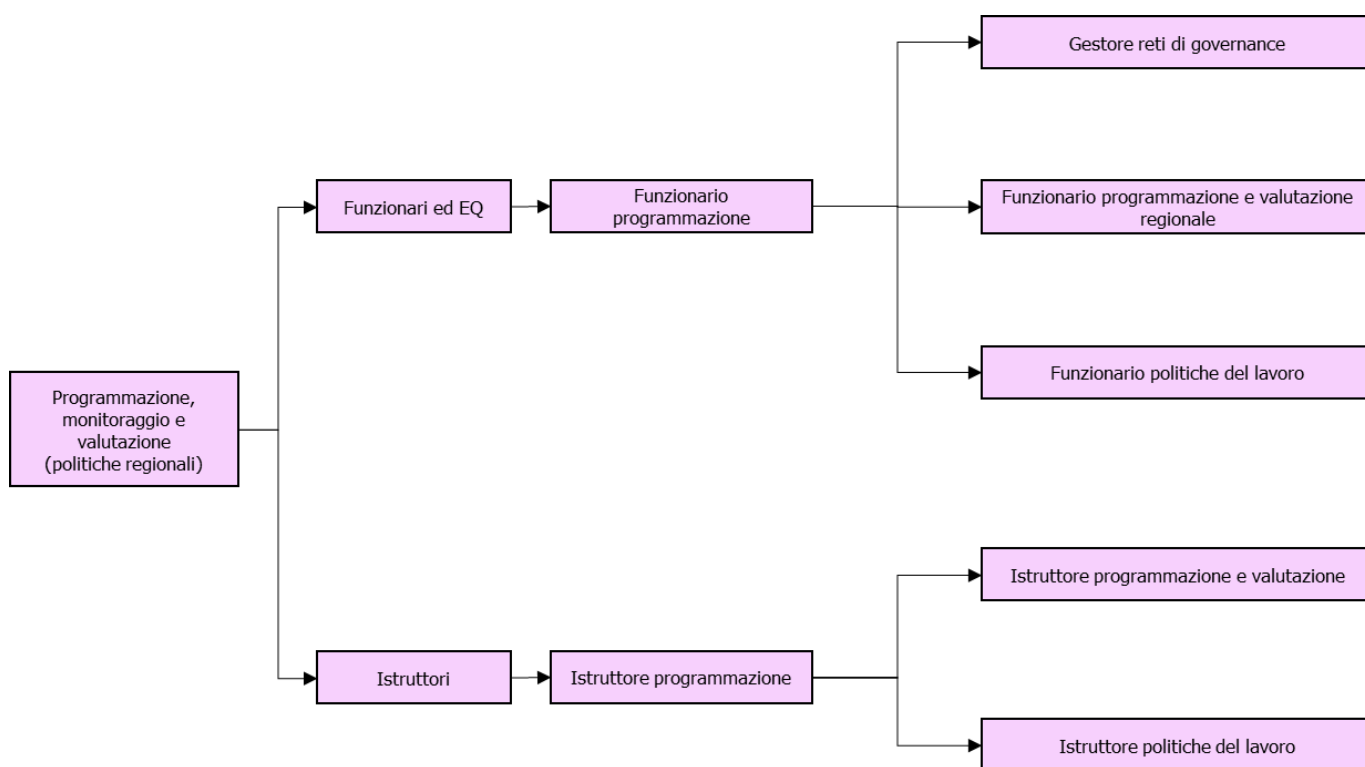 Gestore reti di governance
Funzionari ed EQ
Funzionario
programmazione
Funzionario programmazione e valutazione
regionale
Funzionario politiche del lavoro
Programmazione,
monitoraggio e
valutazione
(politiche regionali)
Istruttore programmazione e valutazione
Istruttori
Istruttore programmazione
Istruttore politiche del lavoro